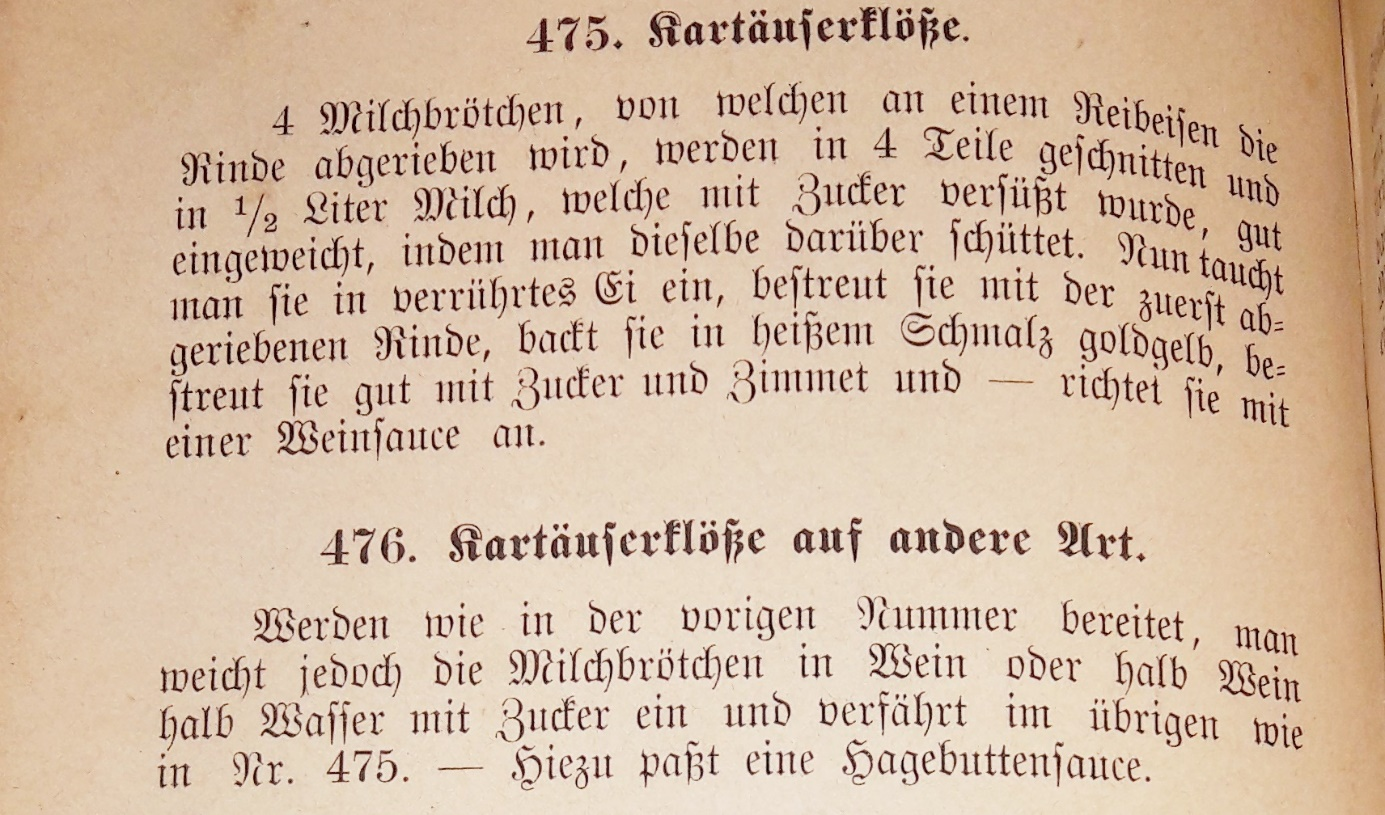 475. Kartäuserklöße.
4 Milchbrötchen, von welchen an einem Reibeisen die
Rinde abgerieben wird, werden in 4 Teile geschnitten und
in 1/2 Liter Milch, welche mit Zucker versüßt wurde, gut
eingeweicht, indem man dieselbe darüber schüttet. Nun taucht
man sie in verrührtes Ei ein, bestreut sie mit der zuerst ab-
geriebenen Rinde, backt sie in heißem Schmalz goldgelb, be-
streut sie gut mit Zucker und Zimmet und — richtet sie mit
einer Weinsauce an.
476. Kartäuserklöße auf andere Art.
Werden wie in der vorigen Nummer bereitet, man
weicht jedoch die Milchbrötchen in Wein oder halb Wein
halb Wasser mit Zucker ein und verfährt im übrigen wie
in Nr. 475. — Hiezu paßt eine Hagebuttensauce.